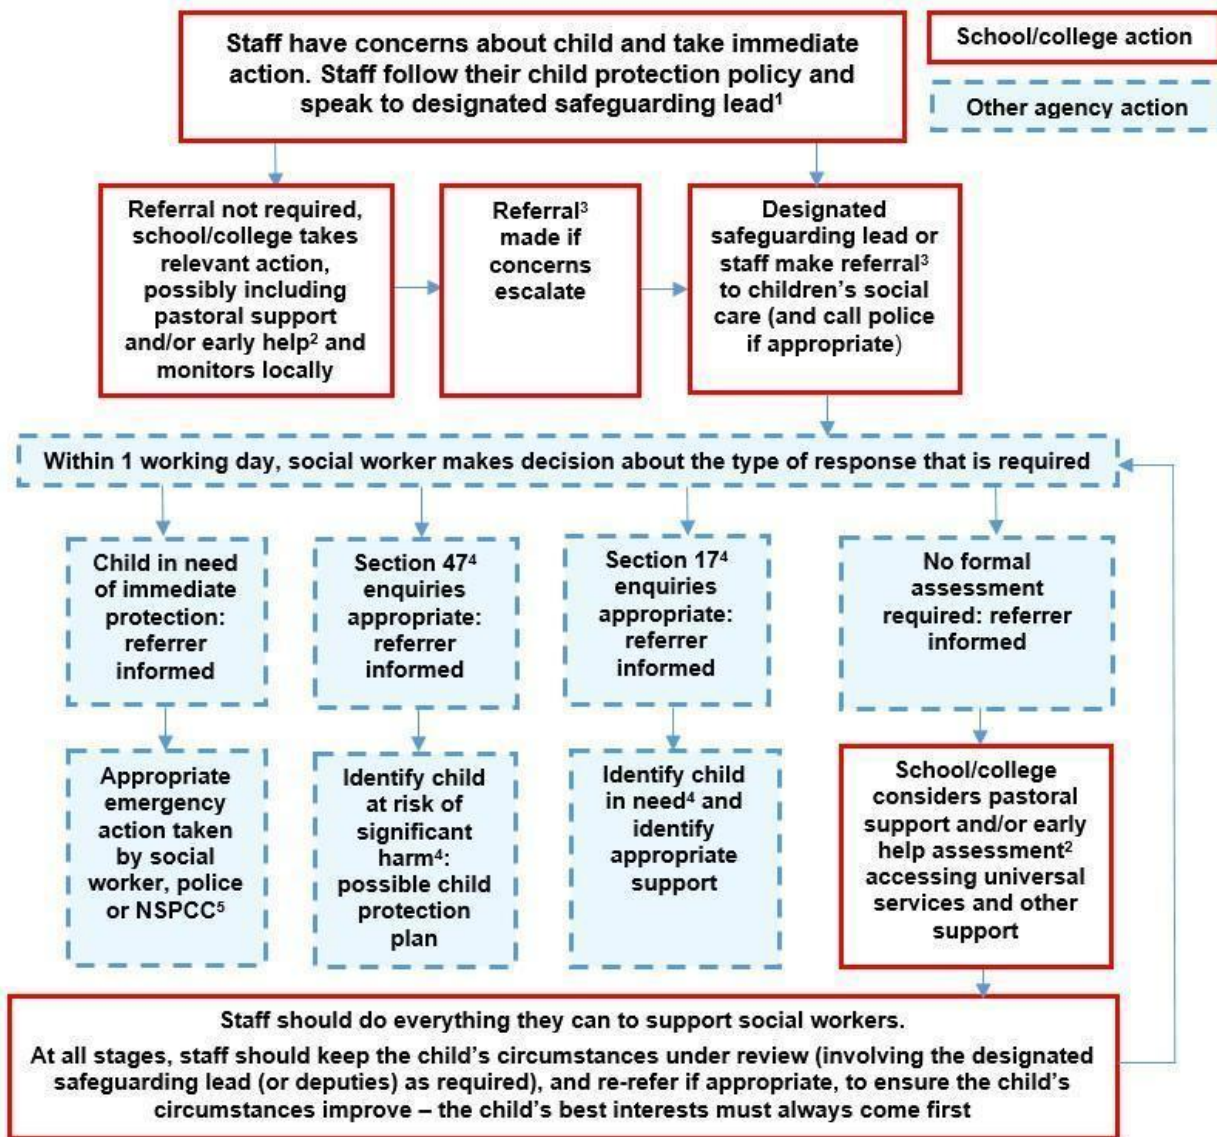 Staff have concerns about child and take immediate
action. Staff follow their child protection policy and
speak to designated safeguarding lead¹
School/college action
Other agency action
Referral not required,
school/college takes
relevant action,
possibly including
pastoral support
and/or early help² and
monitors locally
Referral³
made if
concerns
escalate
Designated
safeguarding lead or
staff make referral³
to children’s social
care (and call police
if appropriate)
Within 1 working day, social worker makes decision about the type of response that is required
Child in need
of immediate
protection:
referrer
informed
Section 47⁴
enquiries
appropriate:
referrer
informed
Section 17⁴
enquiries
appropriate:
referrer
informed
No formal
assessment
required: referrer
informed
Appropriate
emergency
action taken
by social
worker, police
or NSPCC⁵
Identify child
at risk of
significant
harm⁴:
possible child
protection
plan
Identify child
in need⁴ and
identify
appropriate
support
School/college
considers pastoral
support and/or early
help assessment²
accessing universal
services and other
support
Staff should do everything they can to support social workers.
At all stages, staff should keep the child’s circumstances under review (involving the designated
safeguarding lead (or deputies) as required), and re-refer if appropriate, to ensure the child’s
circumstances improve – the child’s best interests must always come first